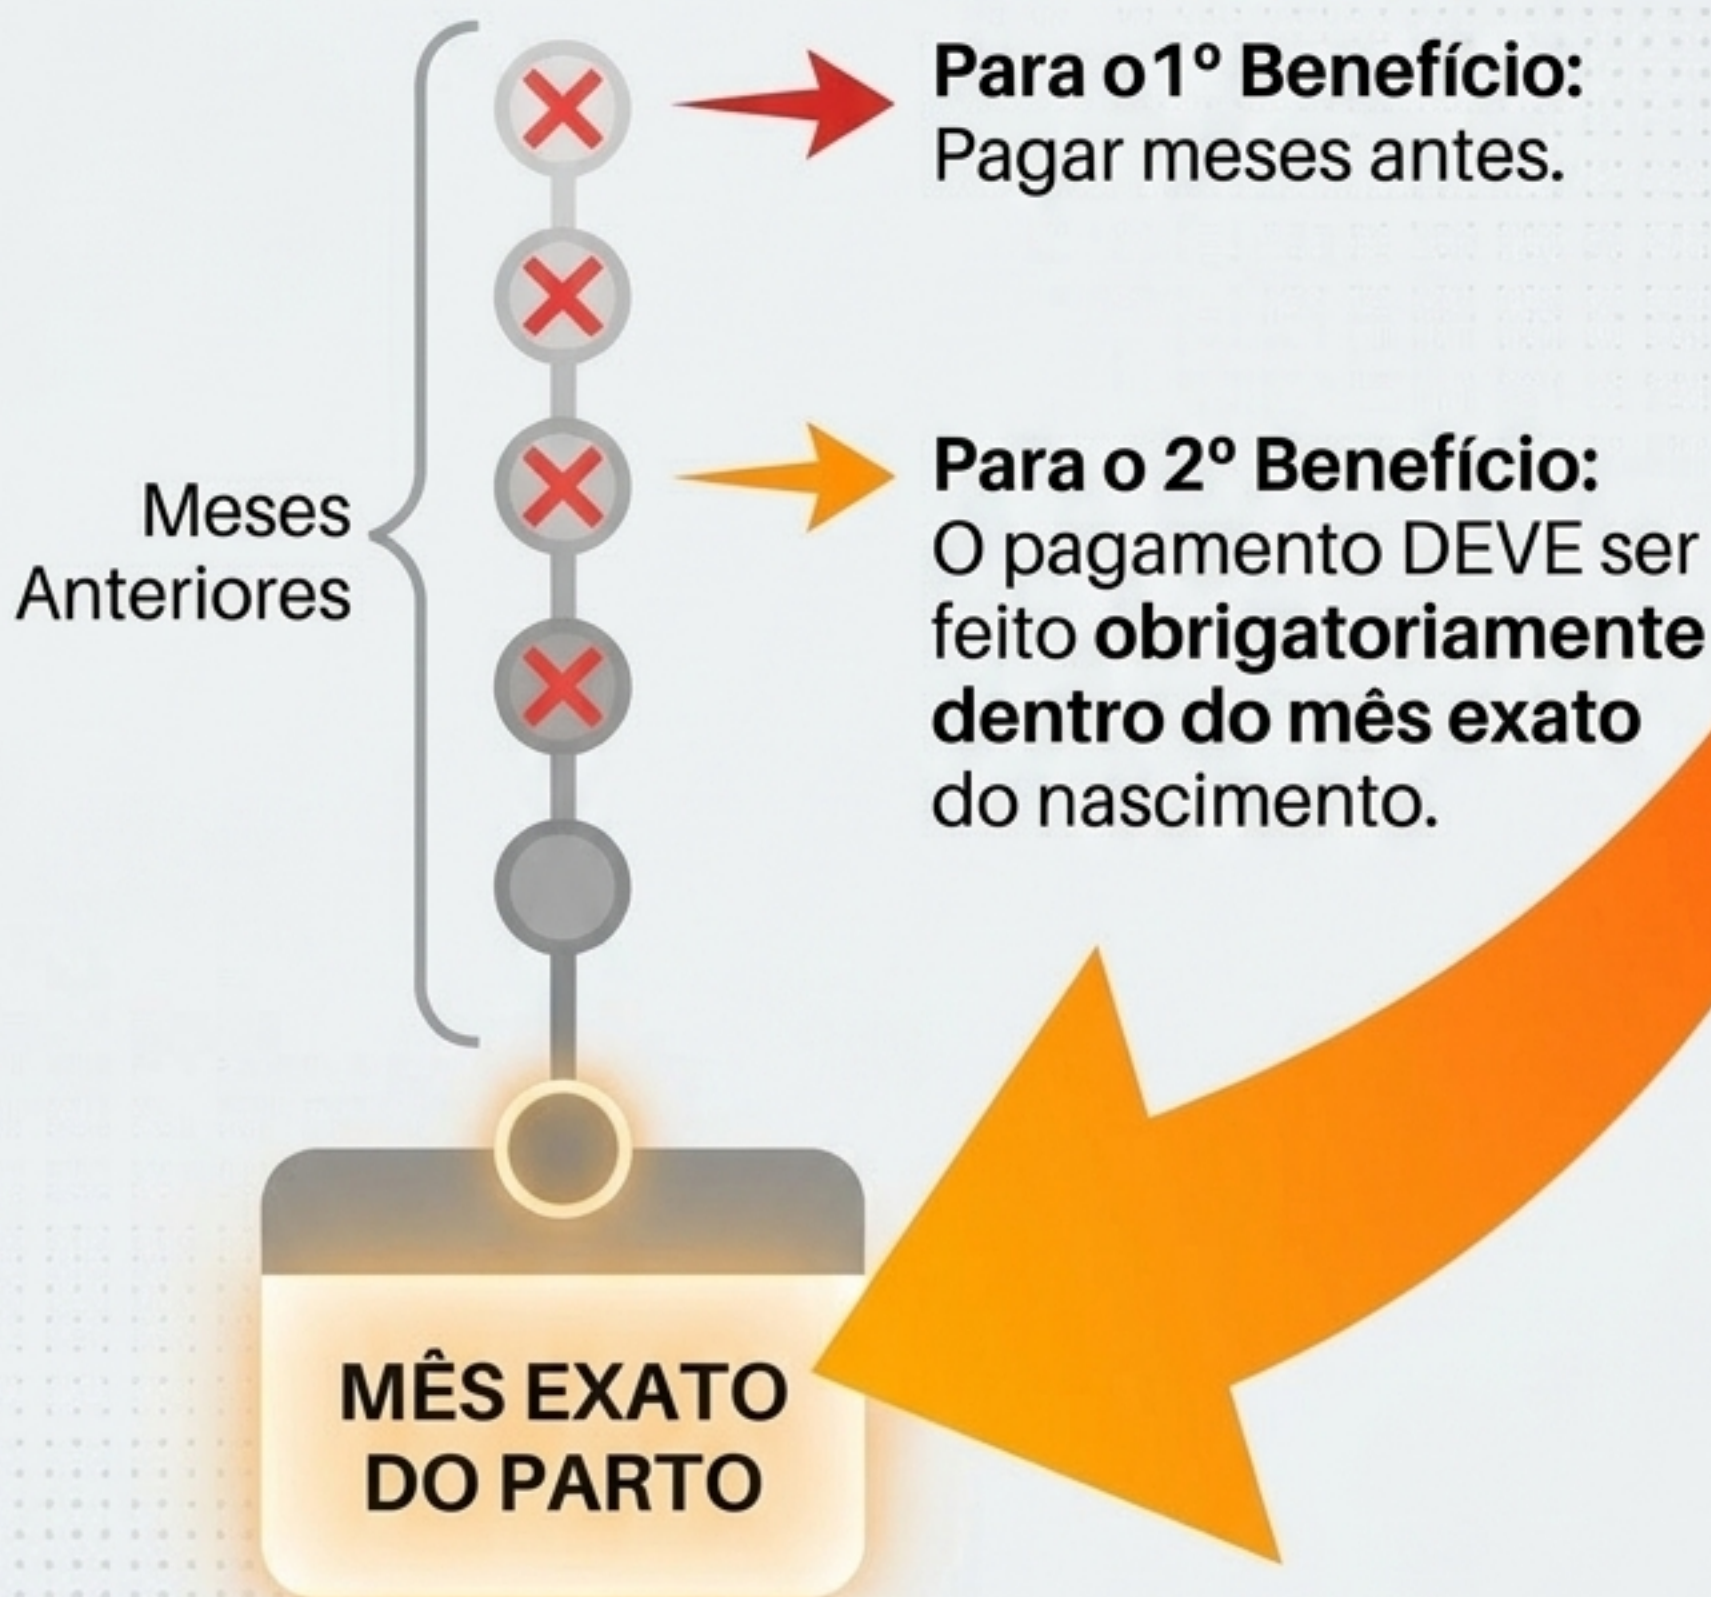 Para o1º Benefício:
Pagar meses antes.
Meses
Anteriores
Para o 2º Benefício:
O pagamento DEVE ser
feito obrigatoriamente
dentro do mês exato
do nascimento.
MÊS EXATO
DO PARTO